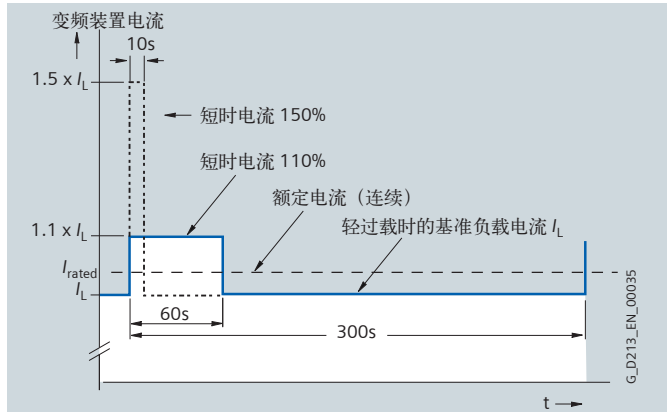 变频装置电流
10s
1.5 x IL
短时电流 150%
短时电流 110%
额定电流（连续）
1.1 x IL
轻过载时的基准负载电流 IL
Irated
IL
60s
300s
G_D213_EN_00035
t